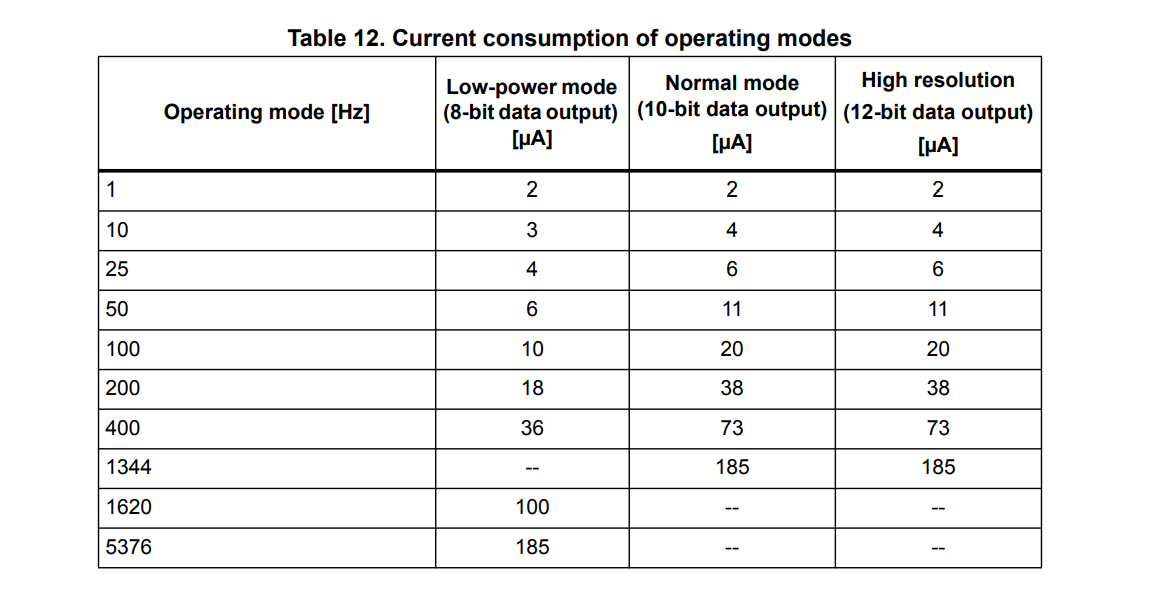 Table 12. Current consumption of operating modes
Operating mode [Hz]
Low-power mode
(8-bit data output)
[µA]
Normal mode
(10-bit data output)
[µA]
High resolution
(12-bit data output)
[µA]
1 2 2 2
10 3 4 4
25 4 6 6
50 6 11 11
100 10 20 20
200 18 38 38
400 36 73 73
1344 -- 185 185
1620 100 -- --
5376 185 -- --